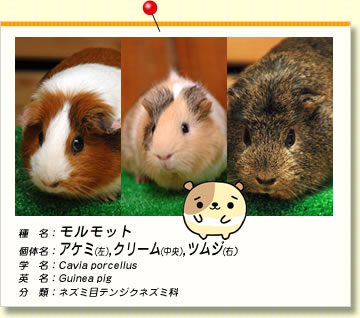 種　名：モルモット
個体名：アケミ(左),クリーム(中央),ツムジ(右)
学　名：Cavia porcellus
英　名：Guinea pig
分　類：ネズミ目テンジクネズミ科